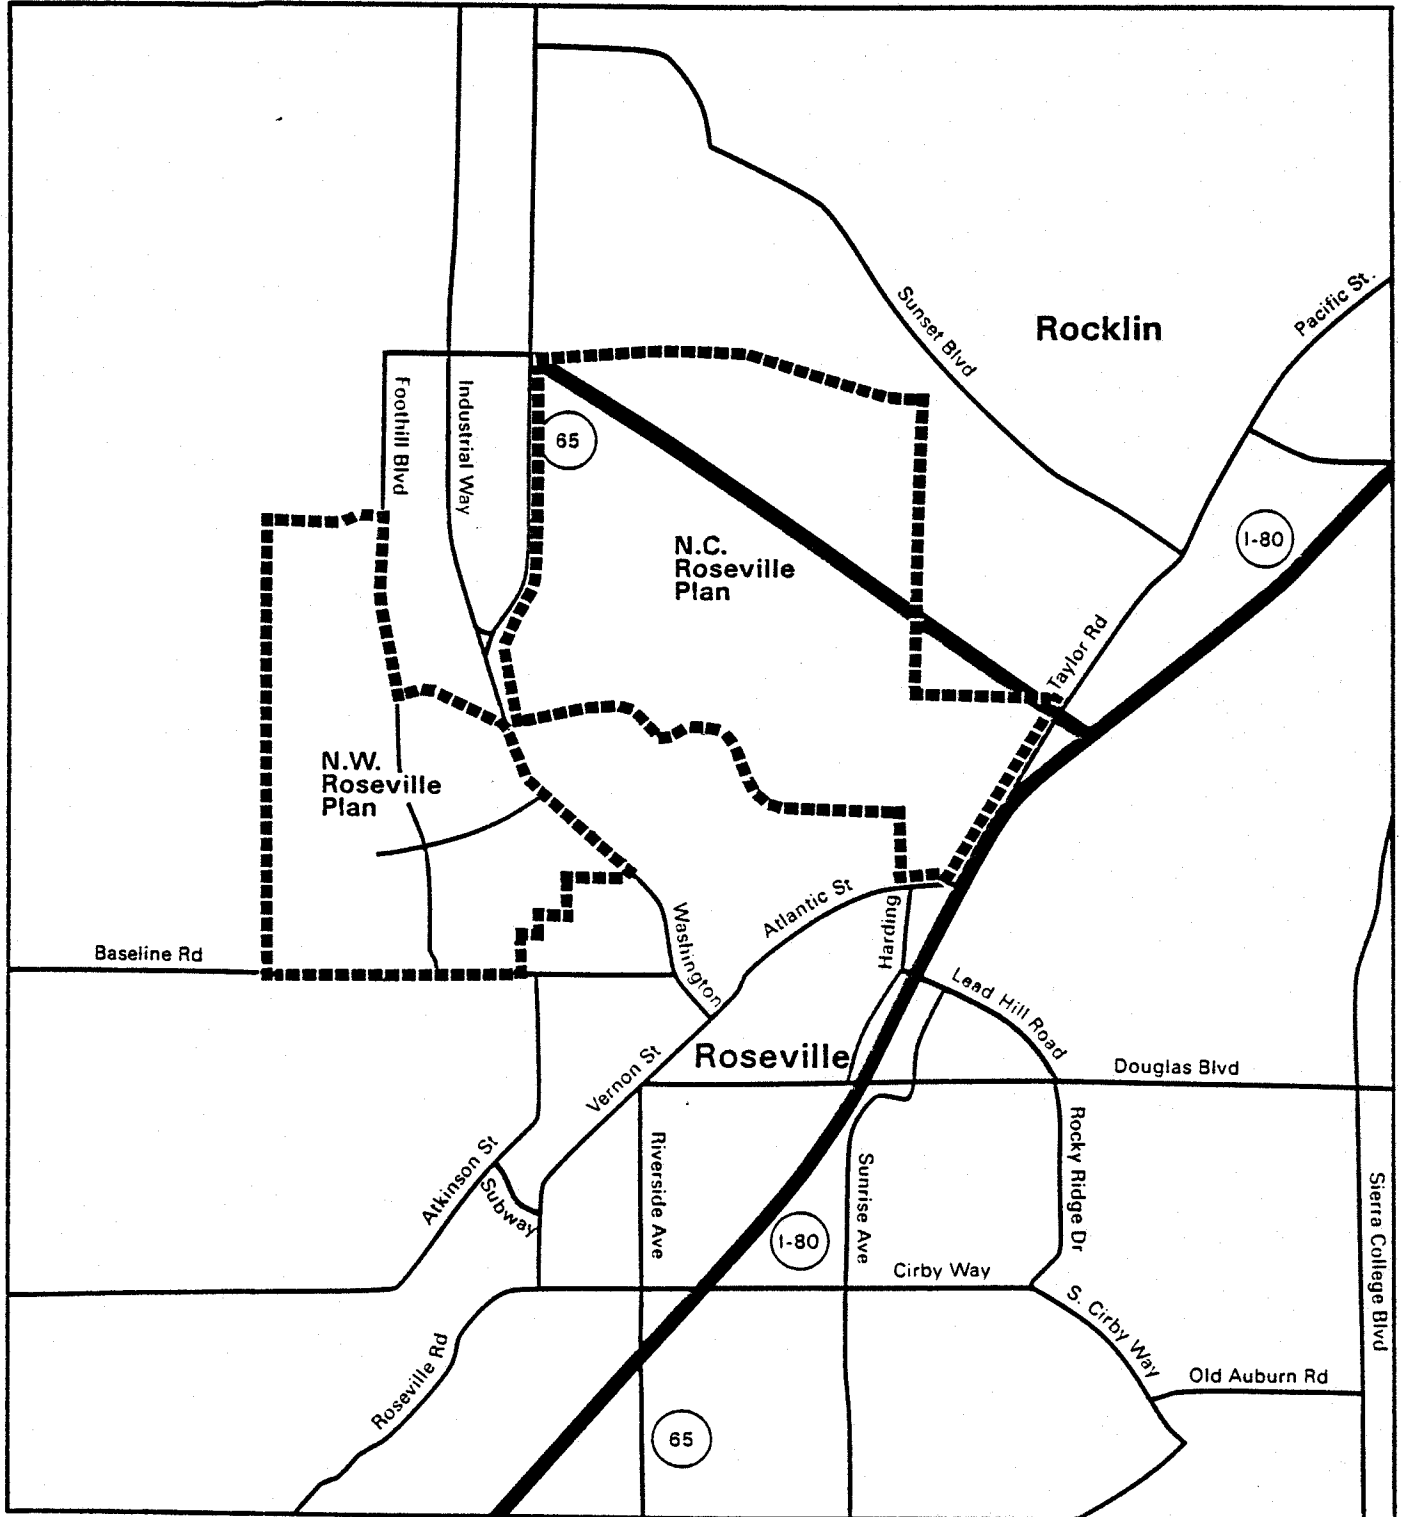 Rocklin
Pacific St.
Sunset Blvd
Foothill Blvd
Industrial Way
65
I-80
N.C.
Roseville
Plan
Taylor Rd
N.W.
Roseville
Plan
Atlantic St
Harding
Washington
Baseline Rd
Lead Hill Road
Roseville
Vernon St
Douglas Blvd
Atkinson St
Subway
Riverside Ave
Sunrise Ave
Rocky Ridge Dr
Sierra College Blvd
I-80
Cirby Way
S. Cirby Way
Roseville Rd
Old Auburn Rd
65